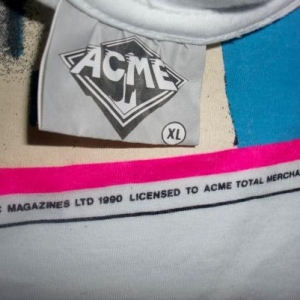 ACME
XL
MAGAZINES LTD 1990 LICENSED TO ACME TOTAL MERCHA